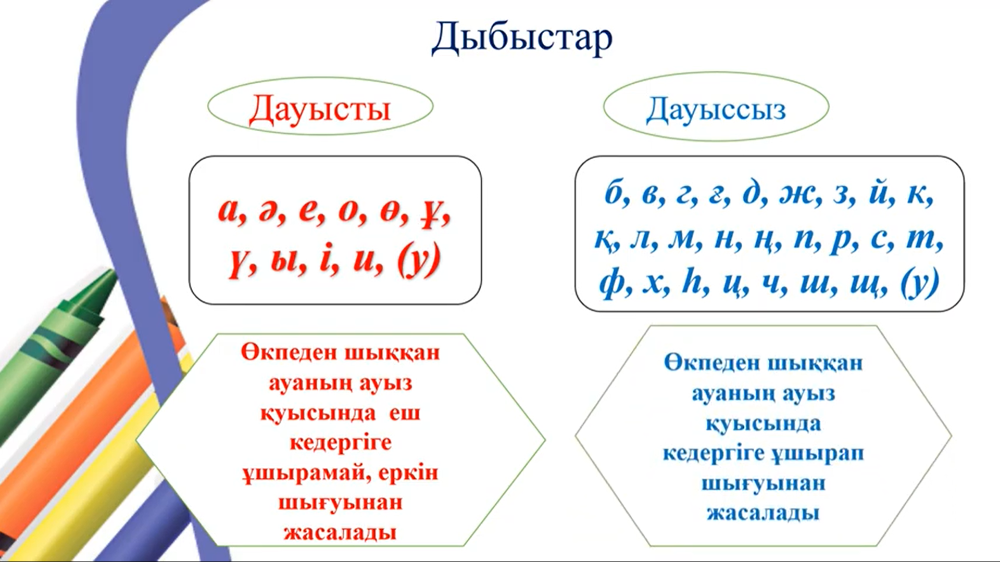 Дыбыстар
Дауысты
Дауыссыз
а, ә, е, о, ө, ұ,
ү, ы, і, и, (у)
б, в, г, ғ, д, ж, з, й, к,
қ, л, м, н, ң, п, р, с, т,
ф, х, һ, ц, ч, ш, щ, (у)
Өкпеден шыққан
ауаның ауыз
қуысында еш
кедергіге
ұшырамай, еркін
шығуынан
жасалады
Өкпеден шыққан
ауаның ауыз
қуысында
кедергіге ұшырап
шығуынан
жасалады